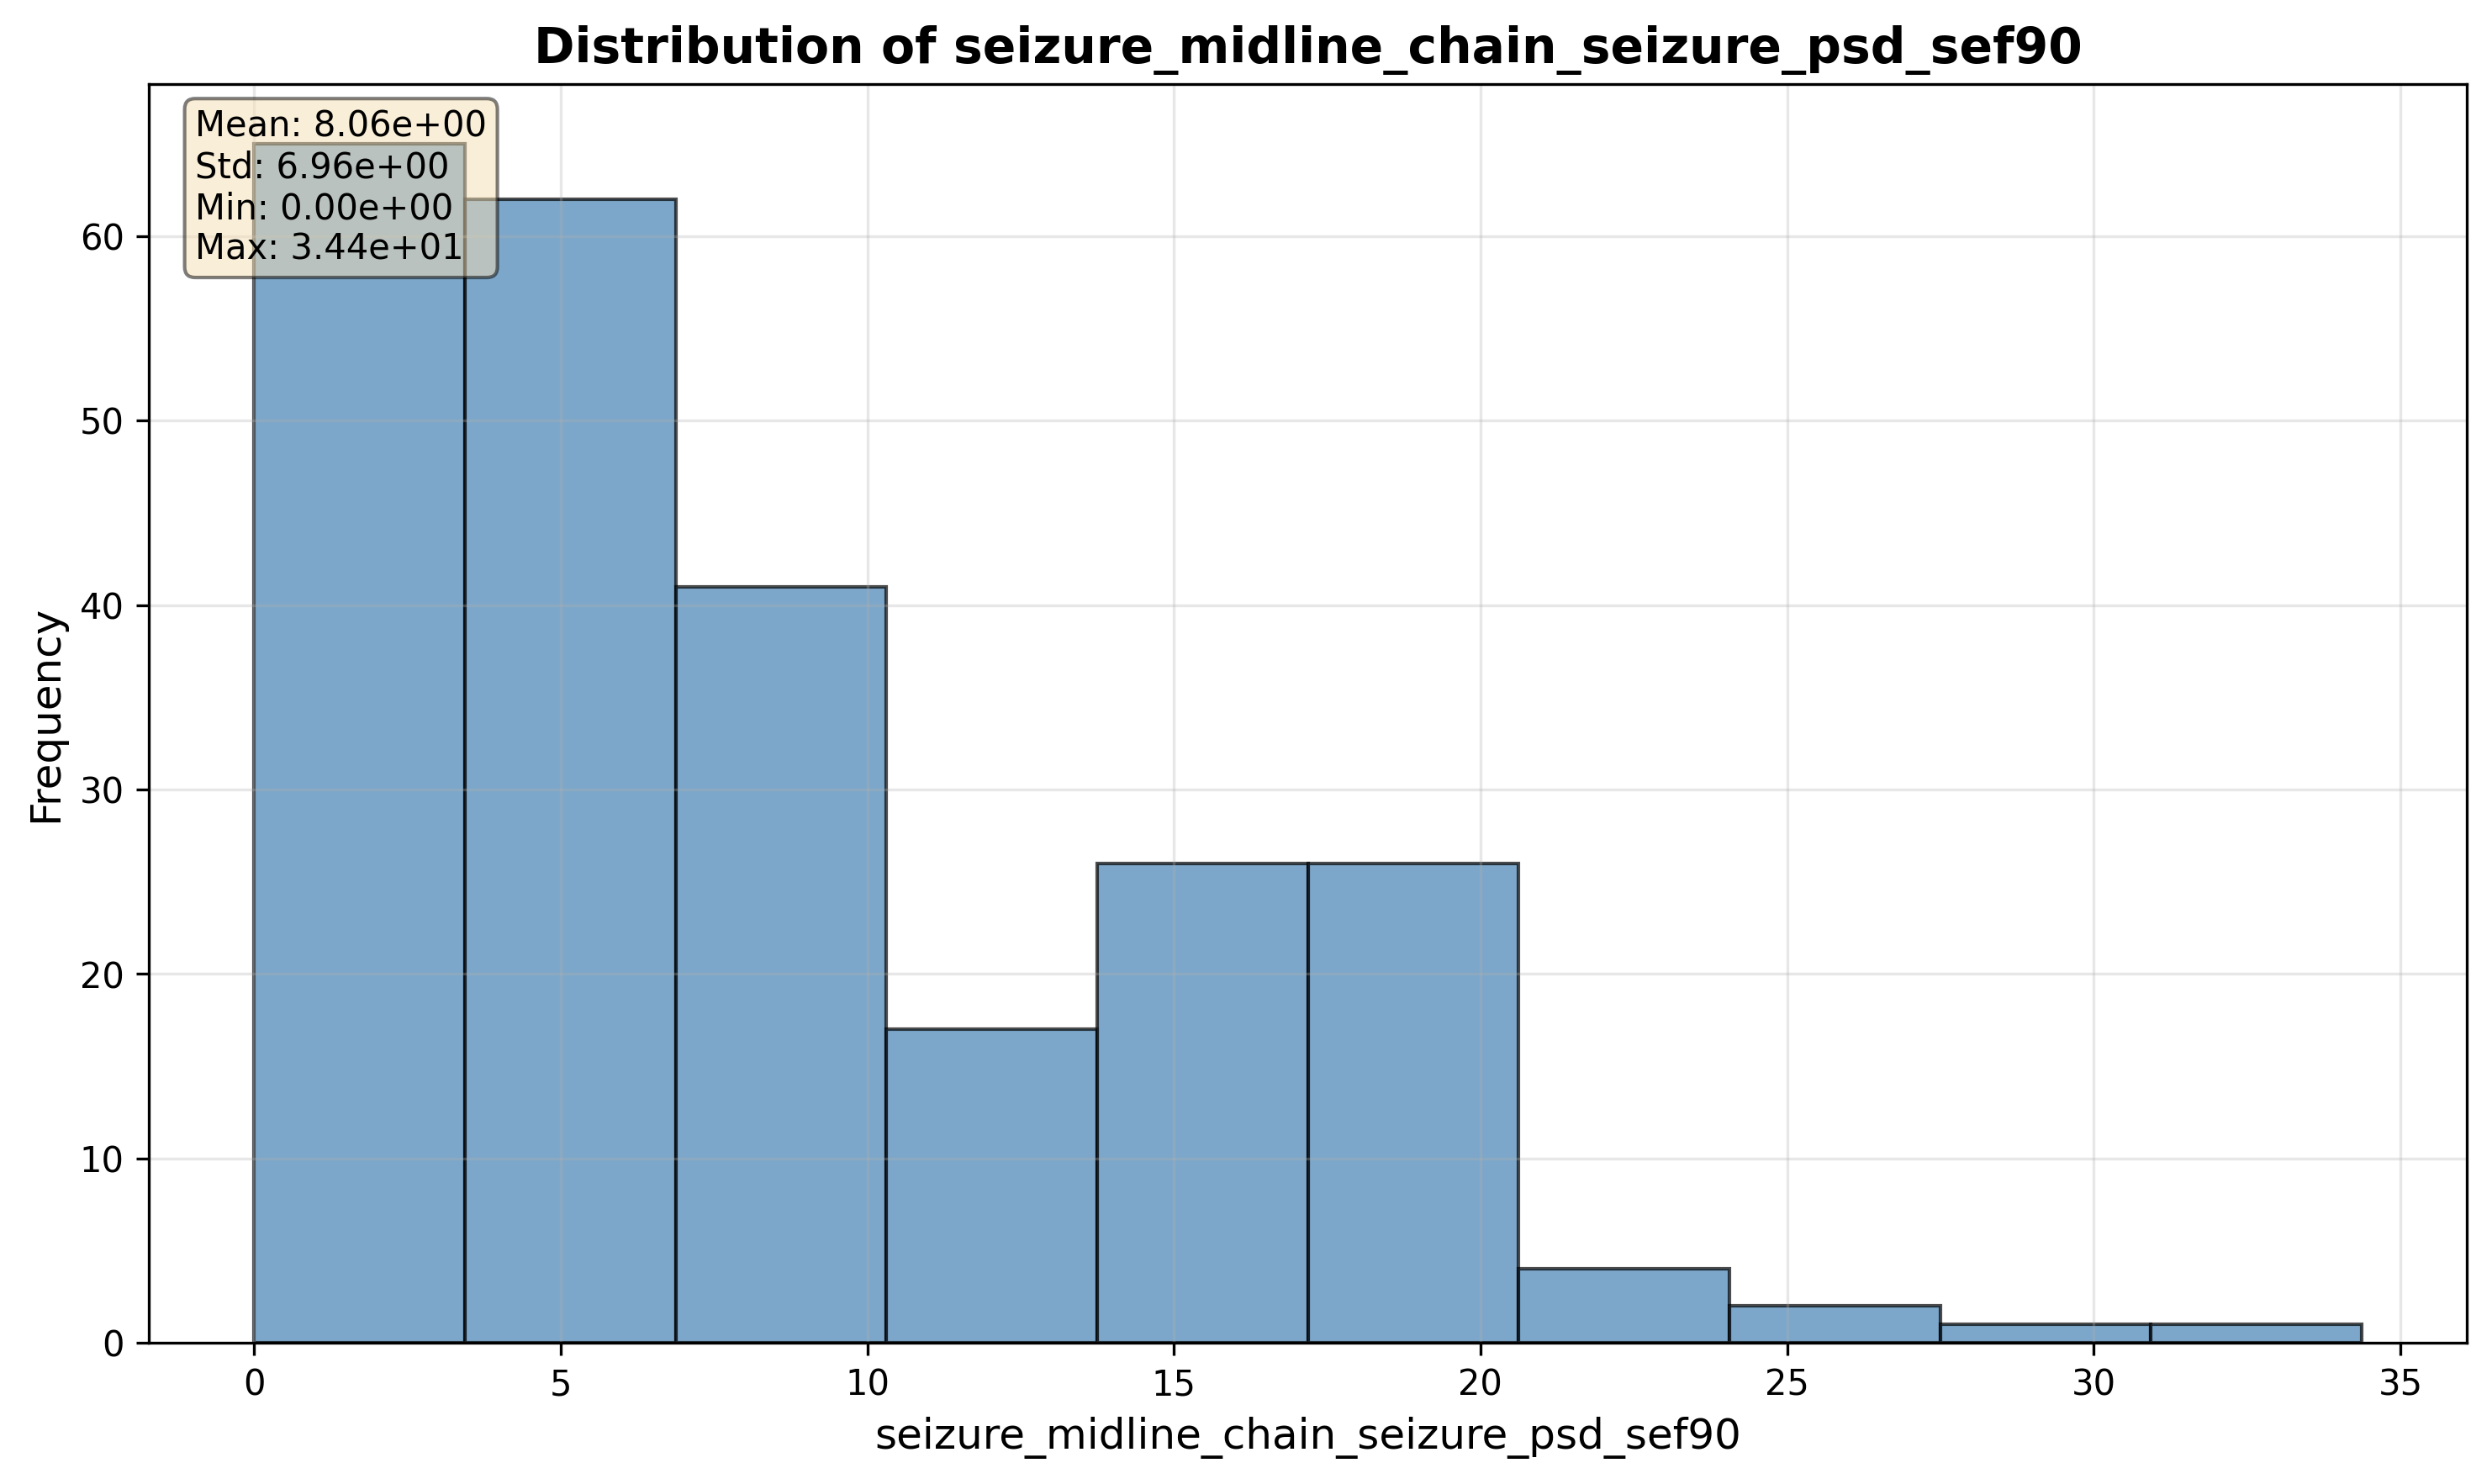 Distribution of seizure_midline_chain_seizure_psd_sef90
Mean: 8.06e+00
Std: 6.96e+00
Min: 0.00e+00
Max: 3.44e+01
60
50
40
30
20
10
0
Frequency
0 5 10 15 20 25 30 35
seizure_midline_chain_seizure_psd_sef90